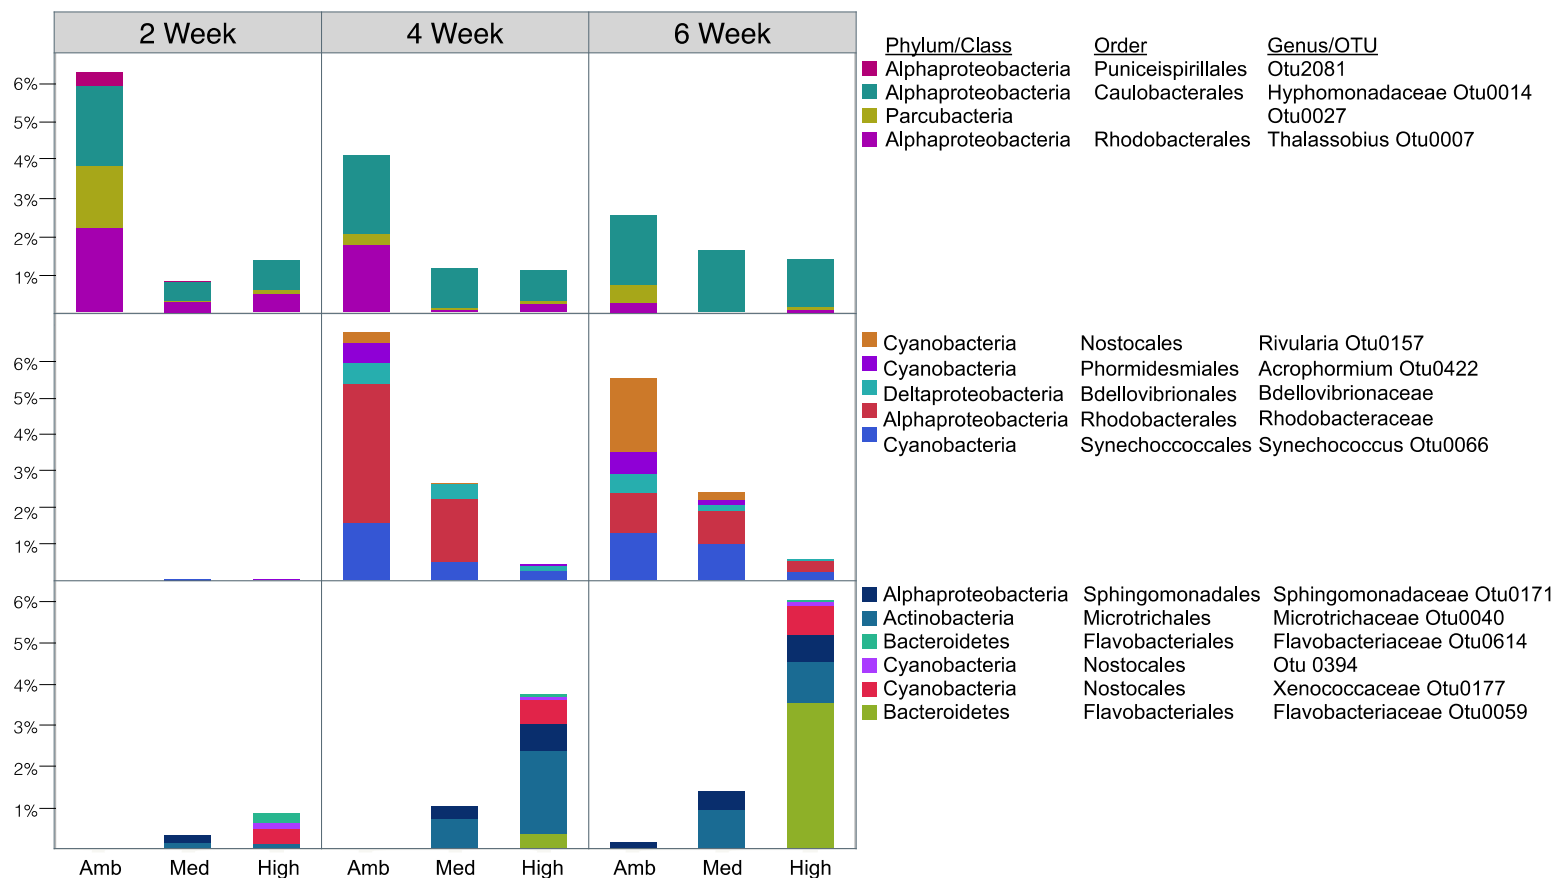 2 Week 4 Week 6 Week
Phylum/Class Order Genus/OTU
Alphaproteobacteria Puniceispirillales Otu2081
Alphaproteobacteria Caulobacterales Hyphomonadaceae Otu0014
Parcubacteria Otu0027
Alphaproteobacteria Rhodobacterales Thalassobius Otu0007
6%
5%
4%
3%
2%
1%
Cyanobacteria Nostocales Rivularia Otu0157
Cyanobacteria Phormidesmiales Acrophormium Otu0422
Deltaproteobacteria Bdellovibrionales Bdellovibrionaceae
Alphaproteobacteria Rhodobacterales Rhodobacteraceae
Cyanobacteria Synechoccoccales Synechococcus Otu0066
6%
5%
4%
3%
2%
1%
Alphaproteobacteria Sphingomonadales Sphingomonadaceae Otu0171
Actinobacteria Microtrichales Microtrichaceae Otu0040
Bacteroidetes Flavobacteriales Flavobacteriaceae Otu0614
Cyanobacteria Nostocales Otu 0394
Cyanobacteria Nostocales Xenococcaceae Otu0177
Bacteroidetes Flavobacteriales Flavobacteriaceae Otu0059
6%
5%
4%
3%
2%
1%
Amb Med High Amb Med High Amb Med High